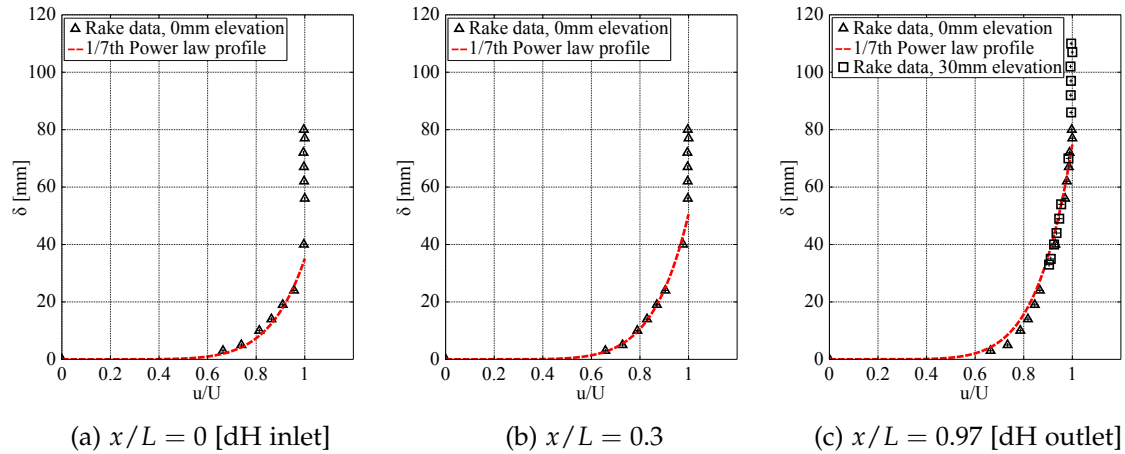 120
100
80
60
40
20
0
δ [mm]
0 0.2 0.4 0.6 0.8 1
u/U
Rake data, 0mm elevation
1/7th Power law profile
(a) x/L = 0 [dH inlet]
120
100
80
60
40
20
0
δ [mm]
0 0.2 0.4 0.6 0.8 1
u/U
Rake data, 0mm elevation
1/7th Power law profile
(b) x/L = 0.3
120
100
80
60
40
20
0
δ [mm]
0 0.2 0.4 0.6 0.8 1
u/U
Rake data, 0mm elevation
1/7th Power law profile
Rake data, 30mm elevation
(c) x/L = 0.97 [dH outlet]